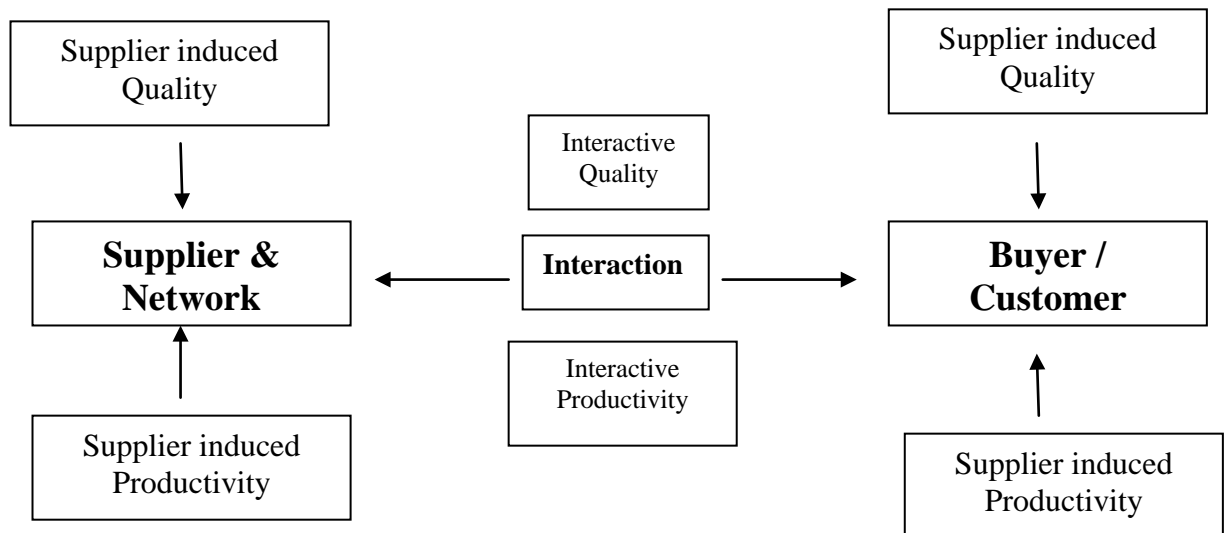 Supplier induced
Quality
Supplier induced
Quality
Interactive
Quality
Supplier &
Network
Interaction
Buyer /
Customer
Interactive
Productivity
Supplier induced
Productivity
Supplier induced
Productivity